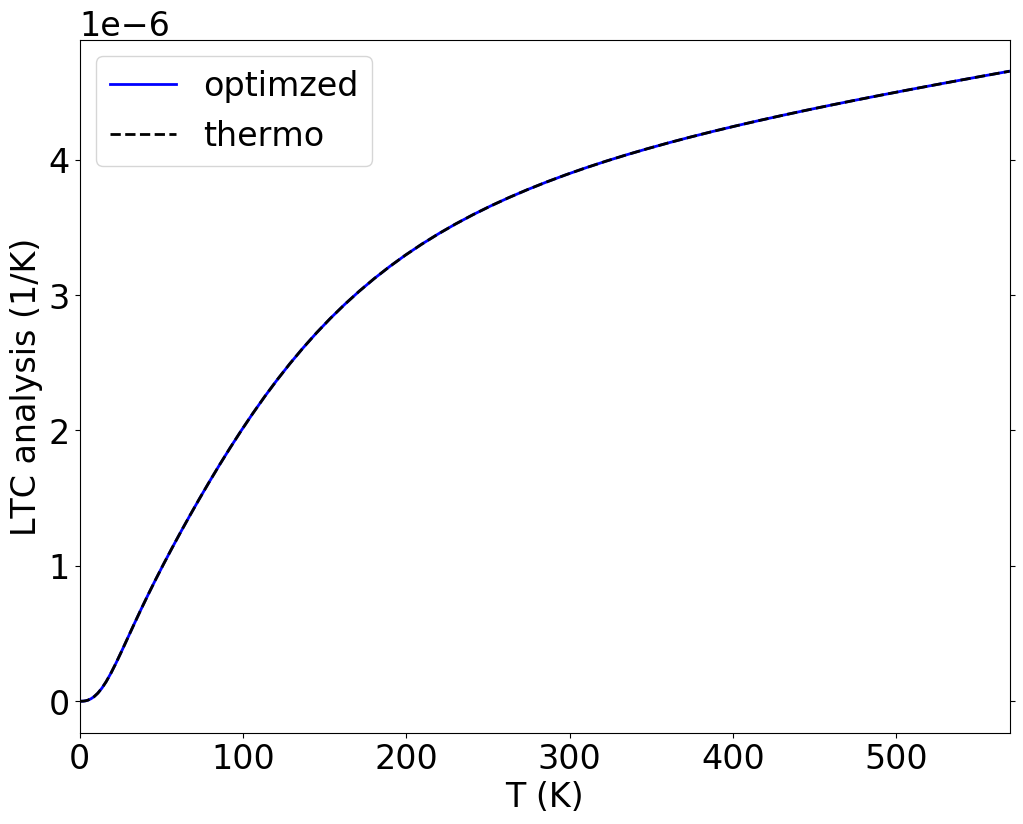 1e−6
optimzed
thermo
LTC analysis (1/K)
4
3
2
1
0
0 100 200 300 400 500
T (K)